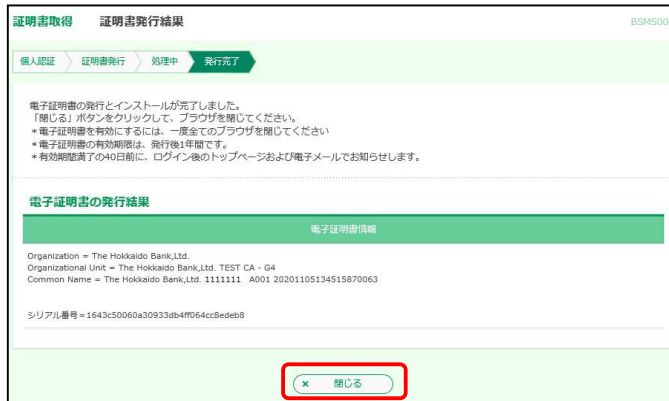 証明書取得 証明書発行結果 BSMS00
個人認証 証明書発行 処理中 発行完了
電子証明書の発行とインストールが完了しました。
「閉じる」ボタンをクリックして、ブラウザを閉じてください。
＊電子証明書を有効にするには、一度全てのブラウザを閉じてください
＊電子証明書の有効期限は、発行後1年間です。
＊有効期間満了の40日前に、ログイン後のトップページおよび電子メールでお知らせします。
電子証明書の発行結果
電子証明書情報
Organization = The Hokkaido Bank,Ltd.
Organizational Unit = The Hokkaido Bank,Ltd. TEST CA - G4
Common Name = The Hokkaido Bank,Ltd. 1111111 A001 20201105134515870063
シリアル番号=1643c50060a30933db4ff064cc8edeb8
× 閉じる